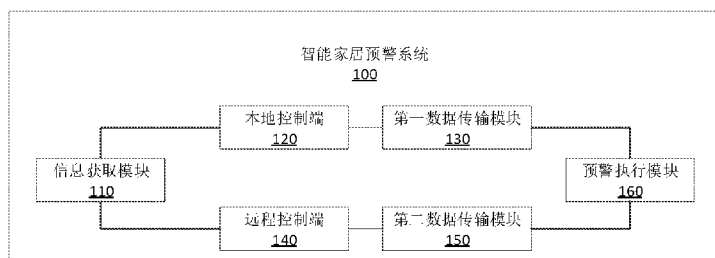 智能家居预警系统
100
本地控制端
120
第一数据传输模块
130
信息获取模块
110
预警执行模块
160
远程控制端
140
第二数据传输模块
150